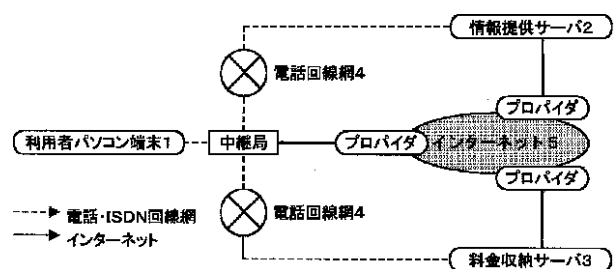 情報提供サーバ2
電話回線網4
プロバイダ
利用者パソコン端末1
中継局
プロバイダ
インターネット5
プロバイダ
電話・ISDN回線網
インターネット
電話回線網4
料金収納サーバ3